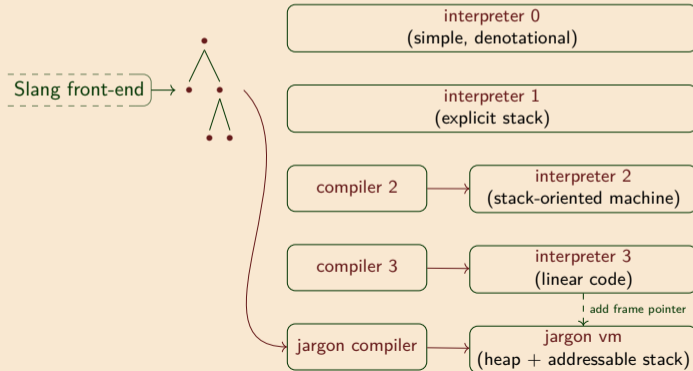 interpreter 0
(simple, denotational)
Slang front-end
interpreter 1
(explicit stack)
compiler 2
interpreter 2
(stack-oriented machine)
compiler 3
interpreter 3
(linear code)
add frame pointer
jargon compiler
jargon vm
(heap + addressable stack)